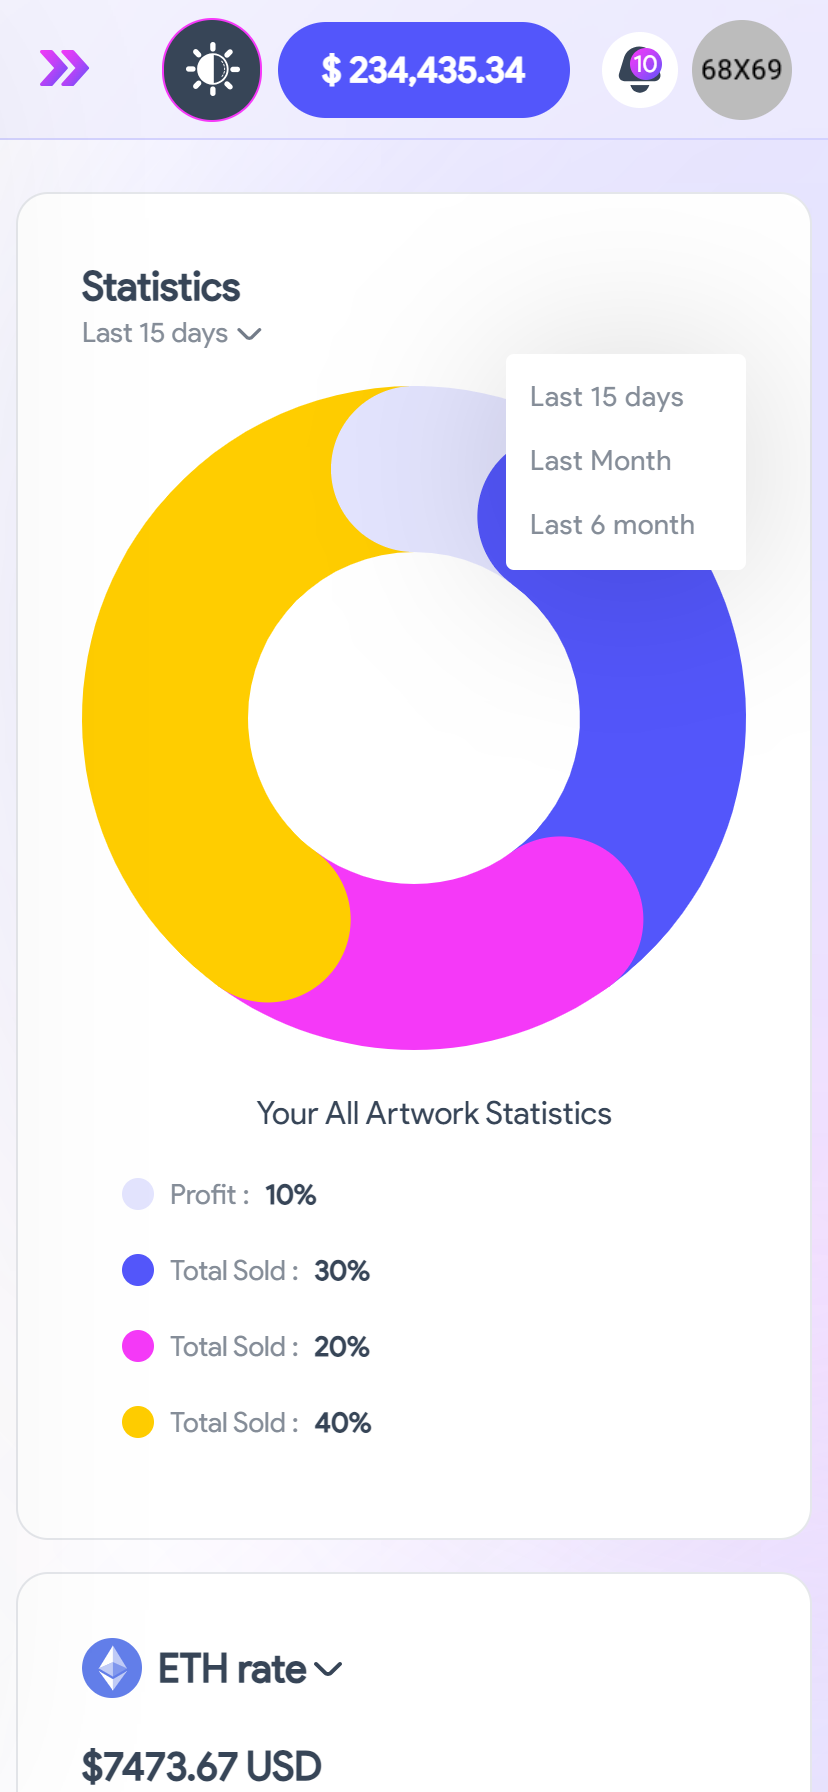 $ 234,435.34
10
68X69
Statistics
Last 15 days
Last 15 days
Last Month
Last 6 month
Your All Artwork Statistics
Profit : 10%
Total Sold : 30%
Total Sold : 20%
Total Sold : 40%
ETH rate
$7473.67 USD